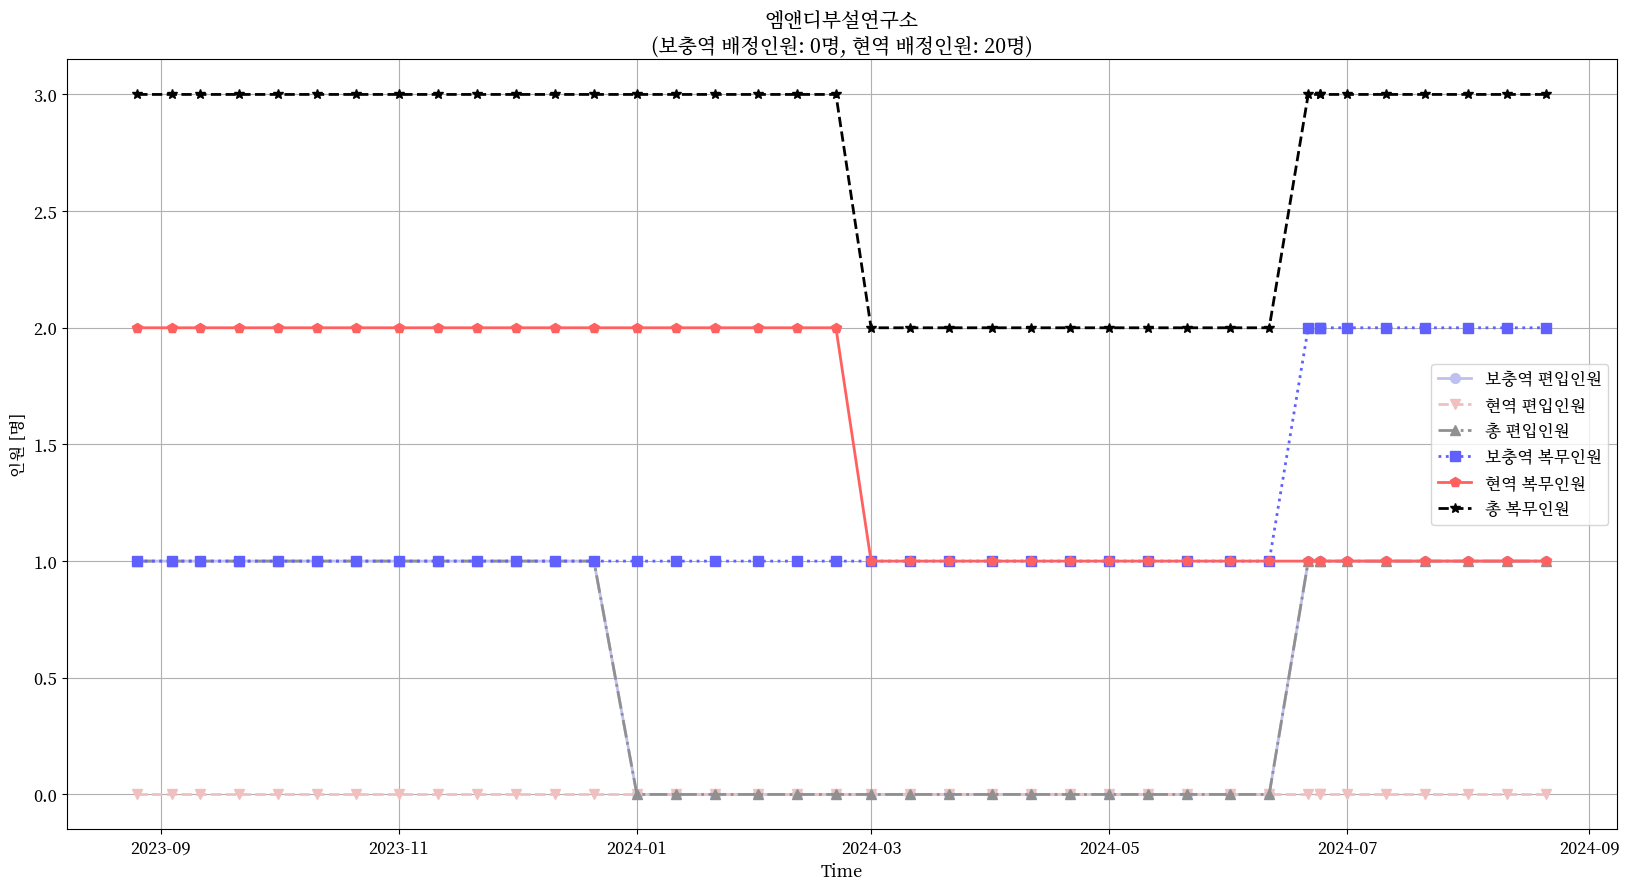 엠앤디부설연구소
(보충역 배정인원: 0명, 현역 배정인원: 20명)
3.0
2.5
2.0
1.5
1.0
0.5
0.0
인원 [명]
보충역 편입인원
현역 편입인원
총 편입인원
보충역 복무인원
현역 복무인원
총 복무인원
2023-09
2023-11
2024-01
2024-03
2024-05
2024-07
2024-09
Time